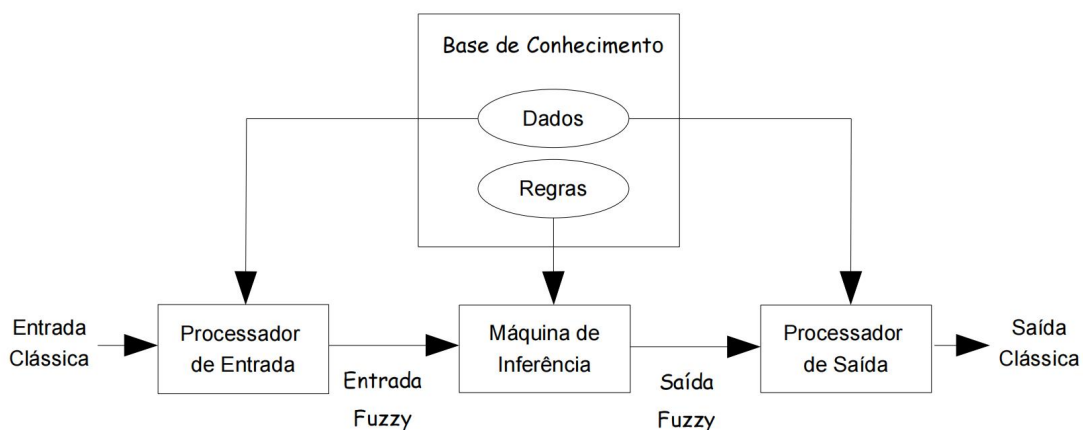 Base de Conhecimento
Dados
Regras
Entrada
Clássica
Processador
de Entrada
Entrada
Fuzzy
Máquina de
Inferência
Saída
Fuzzy
Processador
de Saída
Saída
Clássica